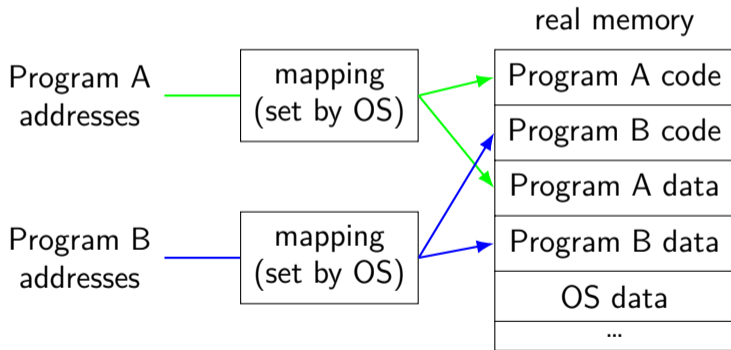 real memory
Program A
addresses
mapping
(set by OS)
Program A code
Program B code
Program A data
Program B
addresses
mapping
(set by OS)
Program B data
OS data
...